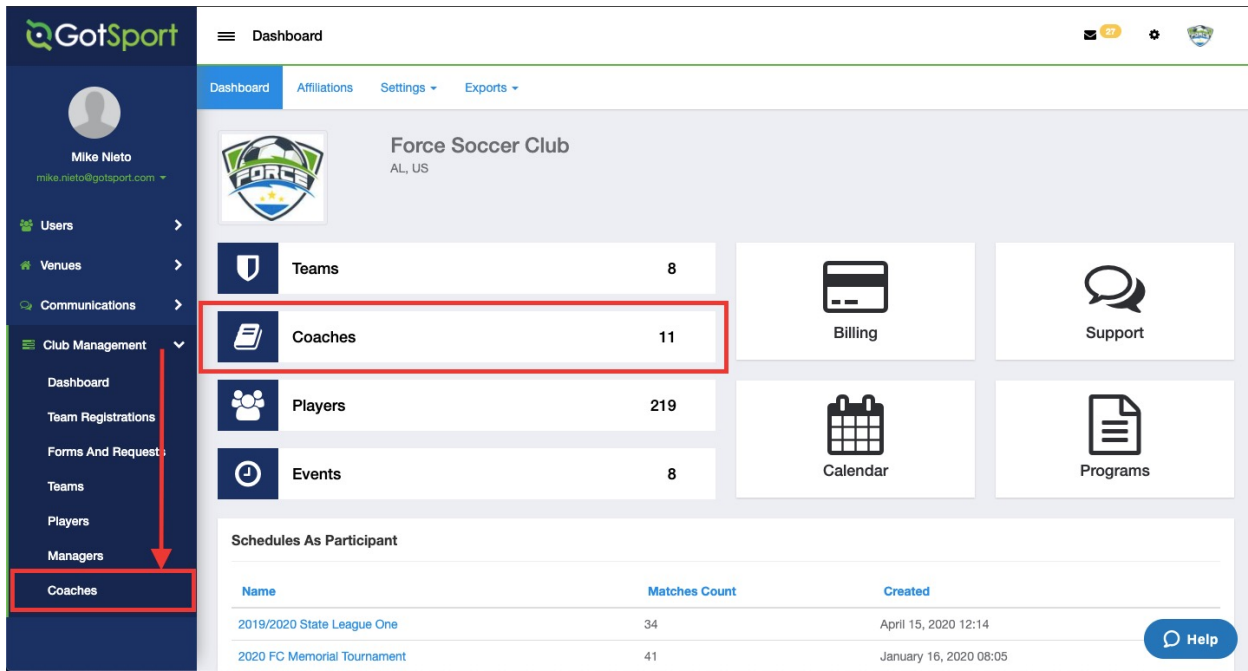 GotSport
Dashboard
27
Mike Nieto
mike.nieto@gotsport.com
Users
Venues
Communications
Club Management
Dashboard
Team Registrations
Forms And Requests
Teams
Players
Managers
Coaches
Dashboard Affiliations Settings Exports
FORCE
Force Soccer Club
AL, US
Teams 8
Coaches 11
Players 219
Events 8
Billing
Support
Calendar
Programs
Schedules As Participant
Name Matches Count Created
2019/2020 State League One 34 April 15, 2020 12:14
2020 FC Memorial Tournament 41 January 16, 2020 08:05
Help